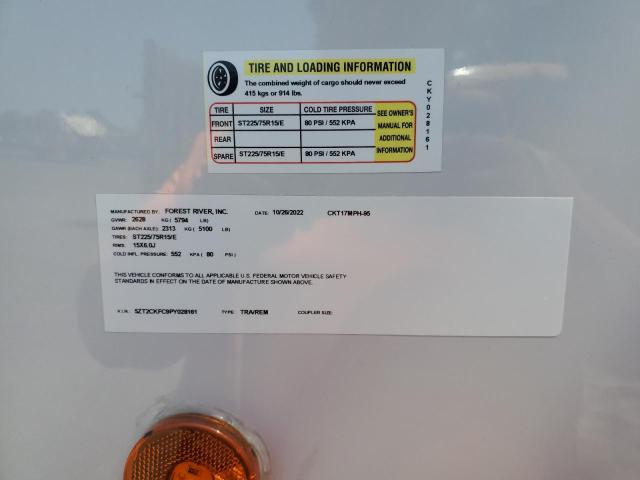 TIRE AND LOADING INFORMATION
The combined weight of cargo should never exceed
415 kgs or 914 lbs.
TIRE SIZE COLD TIRE PRESSURE
FRONT ST225/75R15/E 80 PSI / 552 KPA
REAR
SPARE ST225/75R15/E 80 PSI / 552 KPA
SEE OWNER'S
MANUAL FOR
ADDITIONAL
INFORMATION
CKY028161
MANUFACTURED BY: FOREST RIVER, INC. DATE: 10/26/2022 CKT17MPH-95
GVWR: 2628 KG ( 5794 LB)
GAWR (EACH AXLE): 2313 KG ( 5100 LB)
TIRES: ST225/75R15/E
RIMS: 15X6.0J
COLD INFL. PRESSURE: 552 KPA ( 80 PSI )
THIS VEHICLE CONFORMS TO ALL APPLICABLE U.S. FEDERAL MOTOR VEHICLE SAFETY
STANDARDS IN EFFECT ON THE DATE OF MANUFACTURE SHOWN ABOVE.
V.I.N.: 5ZT2CKFC9PY028161 TYPE: TRA/REM COUPLER SIZE: